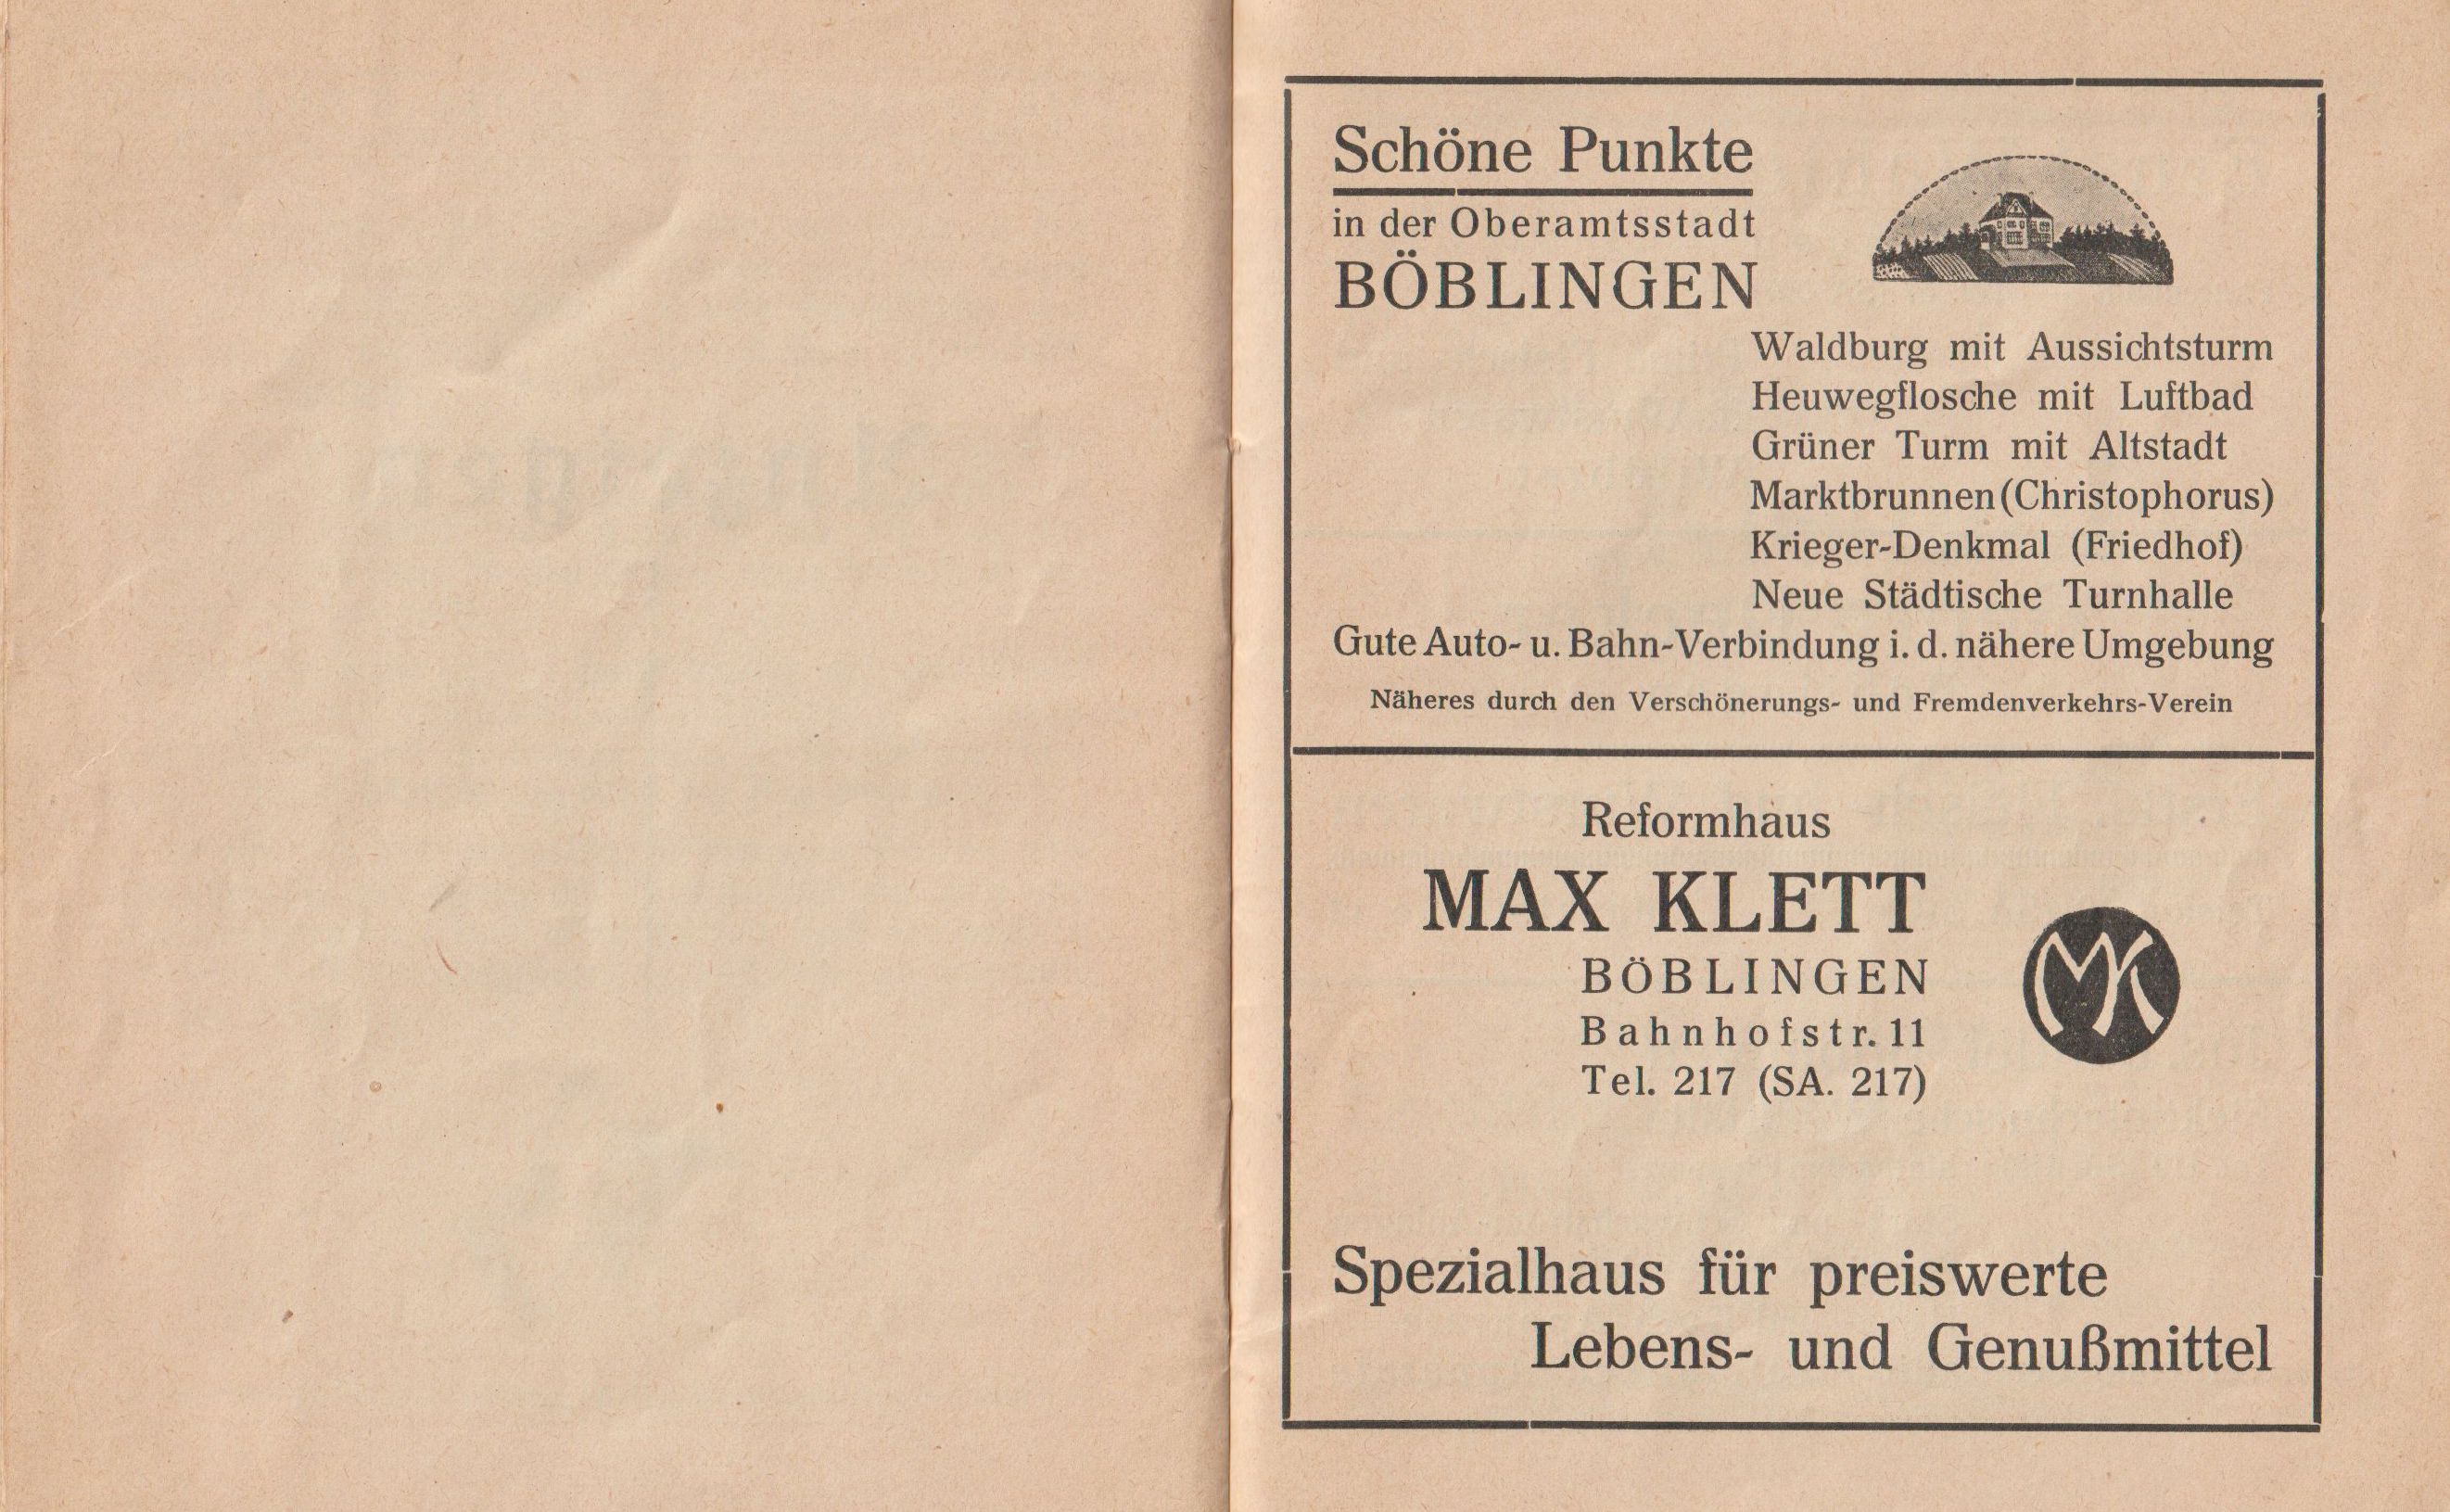 Schöne Punkte
in der Oberamtsstadt
BÖBLINGEN
Waldburg mit Aussichtsturm
Heuwegflosche mit Luftbad
Grüner Turm mit Altstadt
Marktbrunnen (Christophorus)
Krieger-Denkmal (Friedhof)
Neue Städtische Turnhalle
Gute Auto- u. Bahn-Verbindung i. d. nähere Umgebung
Näheres durch den Verschönerungs- und Fremdenverkehrs-Verein
Reformhaus
MAX KLETT
BÖBLINGEN
Bahnhofstr. 11
Tel. 217 (SA. 217)
MK
Spezialhaus für preiswerte
Lebens- und Genußmittel